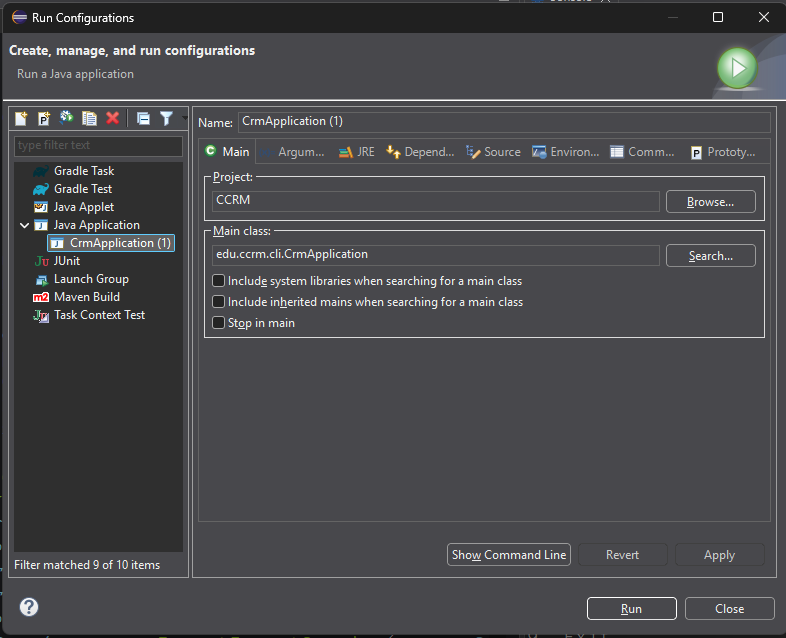 Run Configurations
Create, manage, and run configurations
Run a Java application
type filter text
Gradle Task
Gradle Test
Java Applet
Java Application
CrmApplication (1)
JUnit
Launch Group
Maven Build
Task Context Test
Filter matched 9 of 10 items
Name: CrmApplication (1)
Main Argum... JRE Depend... Source Environ... Comm... Prototy...
Project:
CCRM Browse...
Main class:
edu.ccrm.cli.CrmApplication Search...
Include system libraries when searching for a main class
Include inherited mains when searching for a main class
Stop in main
Show Command Line Revert Apply
Run Close